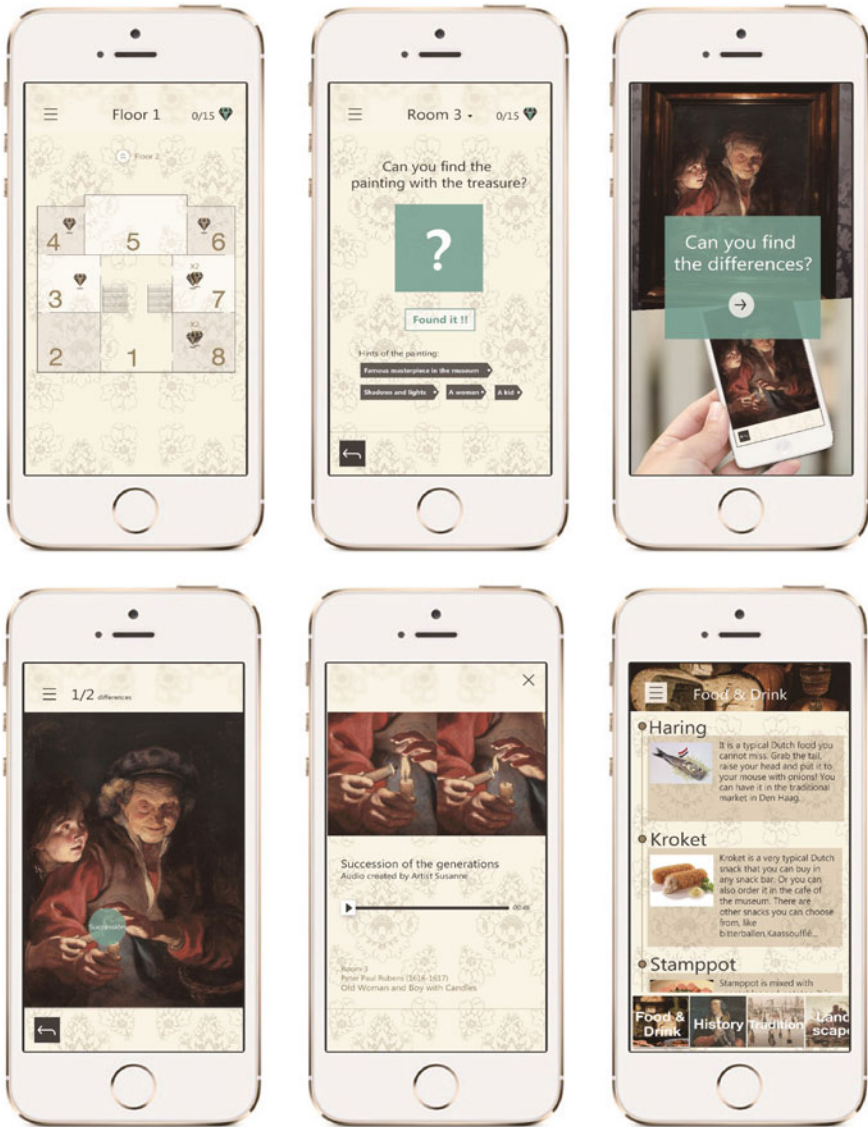 Floor 1
0/15
Floor 2
4
5
6
3
X2
7
2
1
X2
8
Room 3
0/15
Can you find the
painting with the treasure?
?
Found it !!
Hints of the painting:
Famous masterpiece in the museum
Shadows and lights
A woman
A kid
Can you find
the differences?
1/2 differences
Succession
Succession of the generations
Audio created by Artist Susanne
00:46
Room 3
Peter Paul Rubens (1616-1617)
Old Woman and Boy with Candles
Food & Drink
Haring
It is a typical Dutch food you
cannot miss. Grab the tail,
raise your head and put it to
your mouse with onions! You
can have it in the traditional
market in Den Haag.
Kroket
Kroket is a very typical Dutch
snack that you can buy in
any snack bar. Or you can
also order it in the cafe of
the museum. There are
other snacks you can choose
from, like
bitterballen,Kaassoufflé...
Stamppot
Stamppot is mixed with
Food &
Drink
History
Tradition
Land
scape